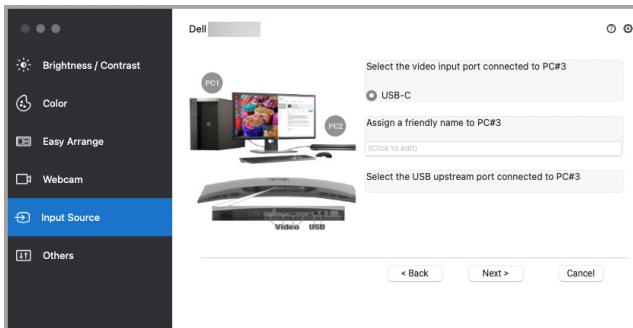 Dell
Brightness / Contrast
Color
Easy Arrange
Webcam
Input Source
Others
PC1
PC2
Video USB
Select the video input port connected to PC#3
USB-C
Assign a friendly name to PC#3
(Click to edit)
Select the USB upstream port connected to PC#3
< Back Next > Cancel